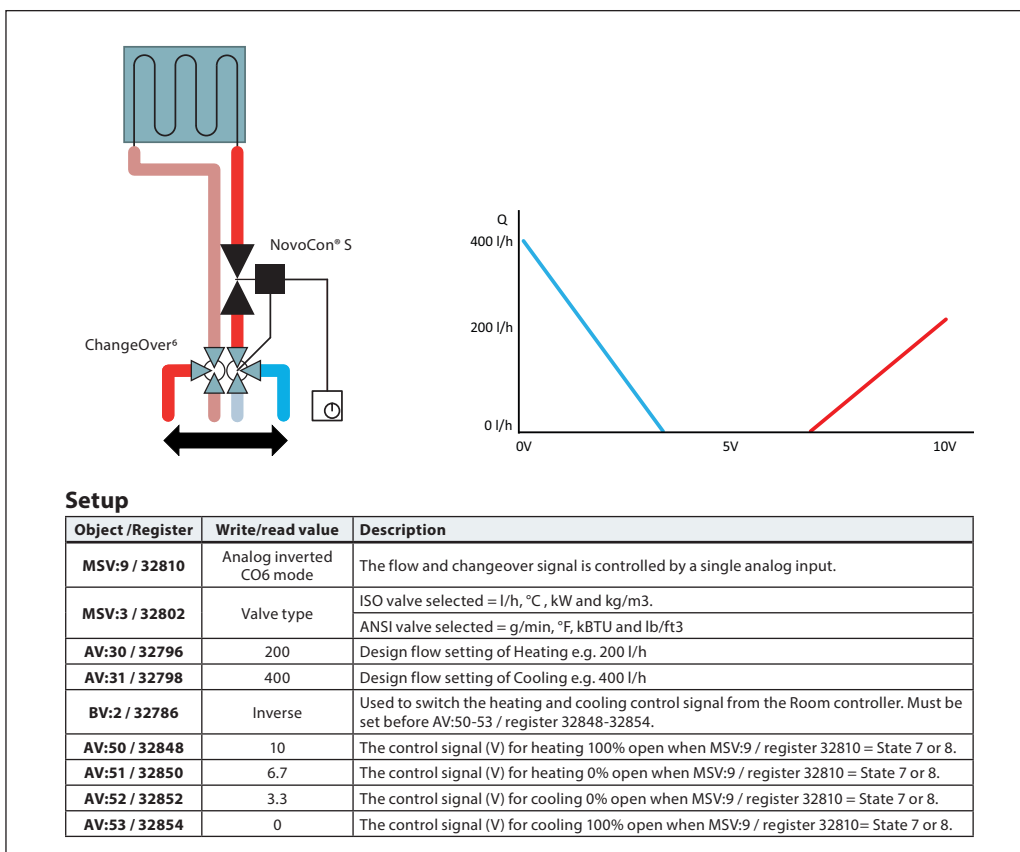 NovoCon® S
ChangeOver⁶
Q
400 l/h
200 l/h
0 l/h
0V 5V 10V
Setup
Object /Register Write/read value Description
MSV:9 / 32810 Analog inverted CO6 mode The flow and changeover signal is controlled by a single analog input.
MSV:3 / 32802 Valve type ISO valve selected = l/h, °C , kW and kg/m3.
ANSI valve selected = g/min, °F, kBTU and lb/ft3
AV:30 / 32796 200 Design flow setting of Heating e.g. 200 l/h
AV:31 / 32798 400 Design flow setting of Cooling e.g. 400 l/h
BV:2 / 32786 Inverse Used to switch the heating and cooling control signal from the Room controller. Must be
set before AV:50-53 / register 32848-32854.
AV:50 / 32848 10 The control signal (V) for heating 100% open when MSV:9 / register 32810 = State 7 or 8.
AV:51 / 32850 6.7 The control signal (V) for heating 0% open when MSV:9 / register 32810 = State 7 or 8.
AV:52 / 32852 3.3 The control signal (V) for cooling 0% open when MSV:9 / register 32810 = State 7 or 8.
AV:53 / 32854 0 The control signal (V) for cooling 100% open when MSV:9 / register 32810= State 7 or 8.